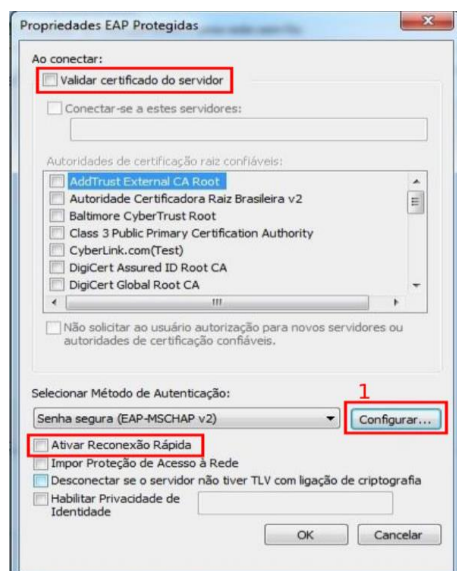 Propriedades EAP Protegidas
Ao conectar:
Validar certificado do servidor
Conectar-se a estes servidores:
Autoridades de certificação raiz confiáveis:
AddTrust External CA Root
Autoridade Certificadora Raiz Brasileira v2
Baltimore CyberTrust Root
Class 3 Public Primary Certification Authority
CyberLink.com(Test)
DigiCert Assured ID Root CA
DigiCert Global Root CA
Não solicitar ao usuário autorização para novos servidores ou
autoridades de certificação confiáveis.
Selecionar Método de Autenticação:
1
Senha segura (EAP-MSCHAP v2)
Configurar...
Ativar Reconexão Rápida
Impor Proteção de Acesso à Rede
Desconectar se o servidor não tiver TLV com ligação de criptografia
Habilitar Privacidade de
Identidade
OK
Cancelar